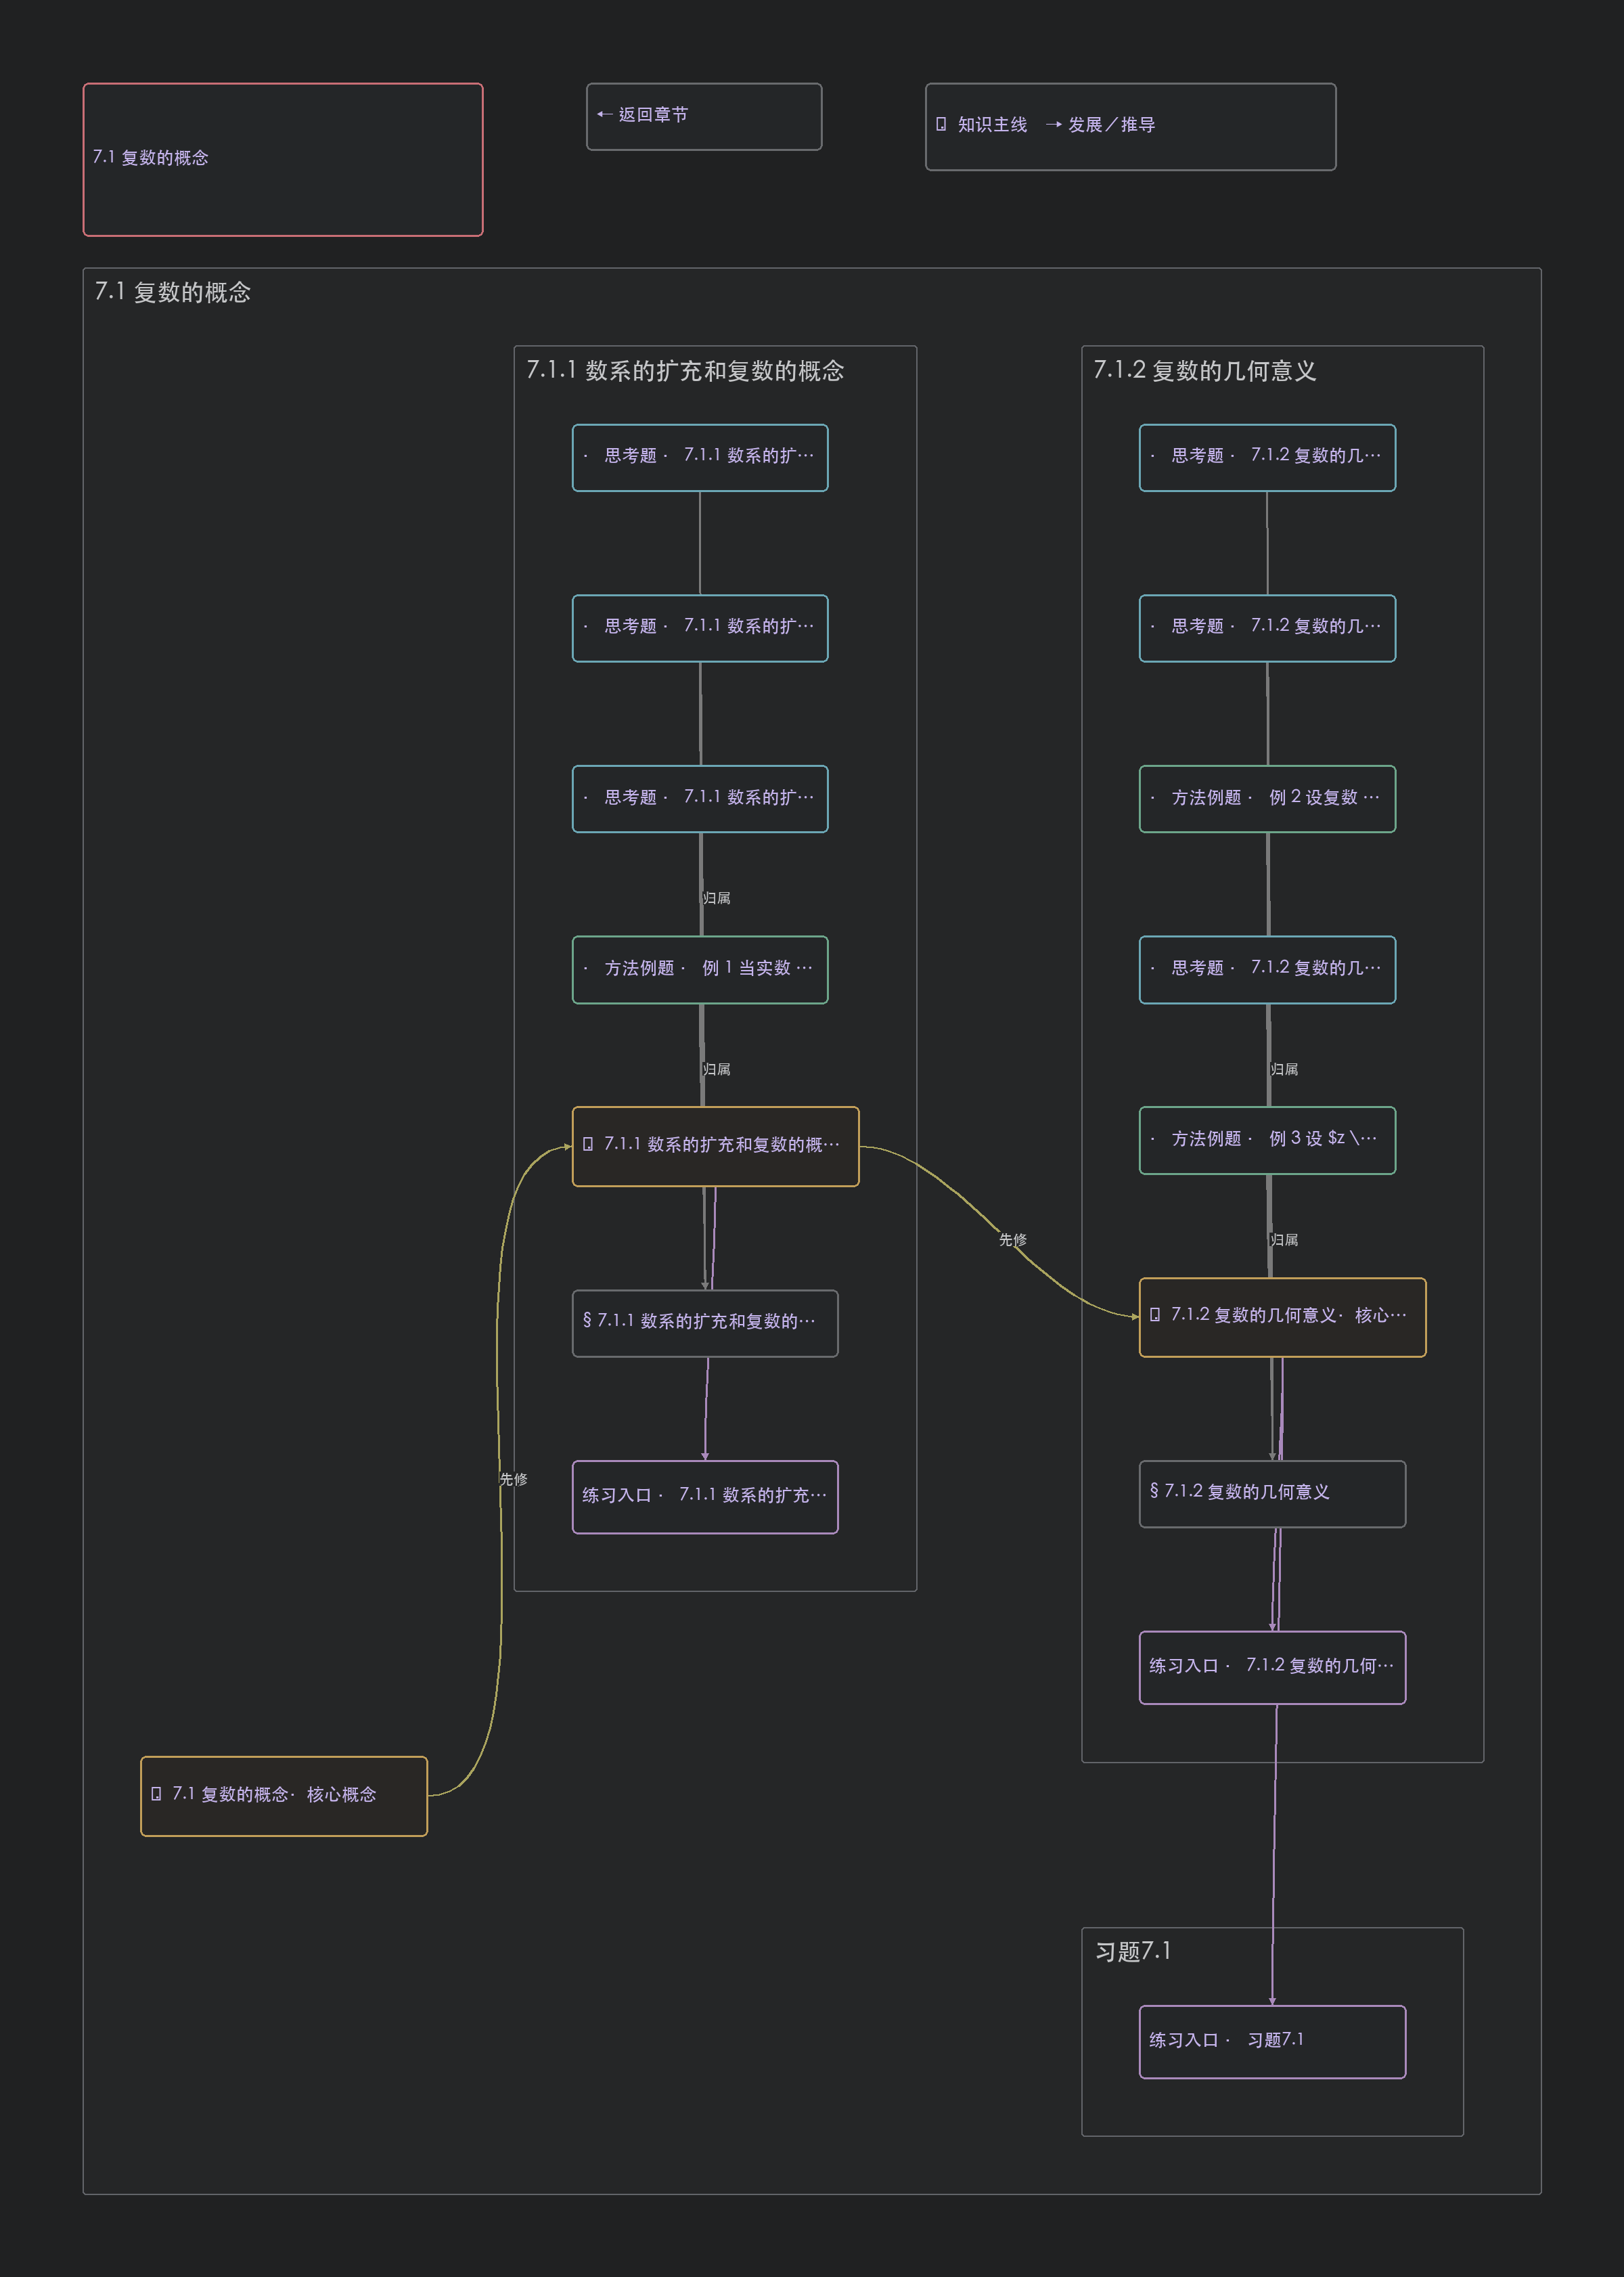 7.1 复数的概念
← 返回章节
知识主线 → 发展／推导
7.1 复数的概念
7.1.1 数系的扩充和复数的概念
· 思考题 · 7.1.1 数系的扩…
· 思考题 · 7.1.1 数系的扩…
· 思考题 · 7.1.1 数系的扩…
归属
· 方法例题 · 例 1 当实数 …
归属
7.1.1 数系的扩充和复数的概…
§ 7.1.1 数系的扩充和复数的…
练习入口 · 7.1.1 数系的扩充…
先修
先修
7.1.2 复数的几何意义
· 思考题 · 7.1.2 复数的几…
· 思考题 · 7.1.2 复数的几…
· 方法例题 · 例 2 设复数 …
· 思考题 · 7.1.2 复数的几…
归属
· 方法例题 · 例 3 设 $z \…
归属
7.1.2 复数的几何意义 · 核心…
§ 7.1.2 复数的几何意义
练习入口 · 7.1.2 复数的几何…
7.1 复数的概念 · 核心概念
习题7.1
练习入口 · 习题7.1